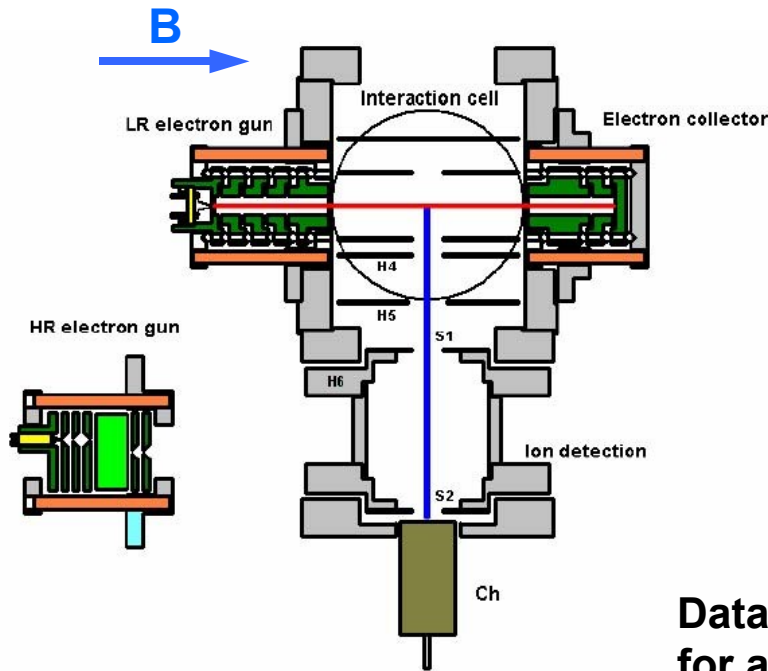 B
Interaction cell
LR electron gun
Electron collector
H4
H5
HR electron gun
S1
H6
Ion detection
S2
Ch
Data
for a